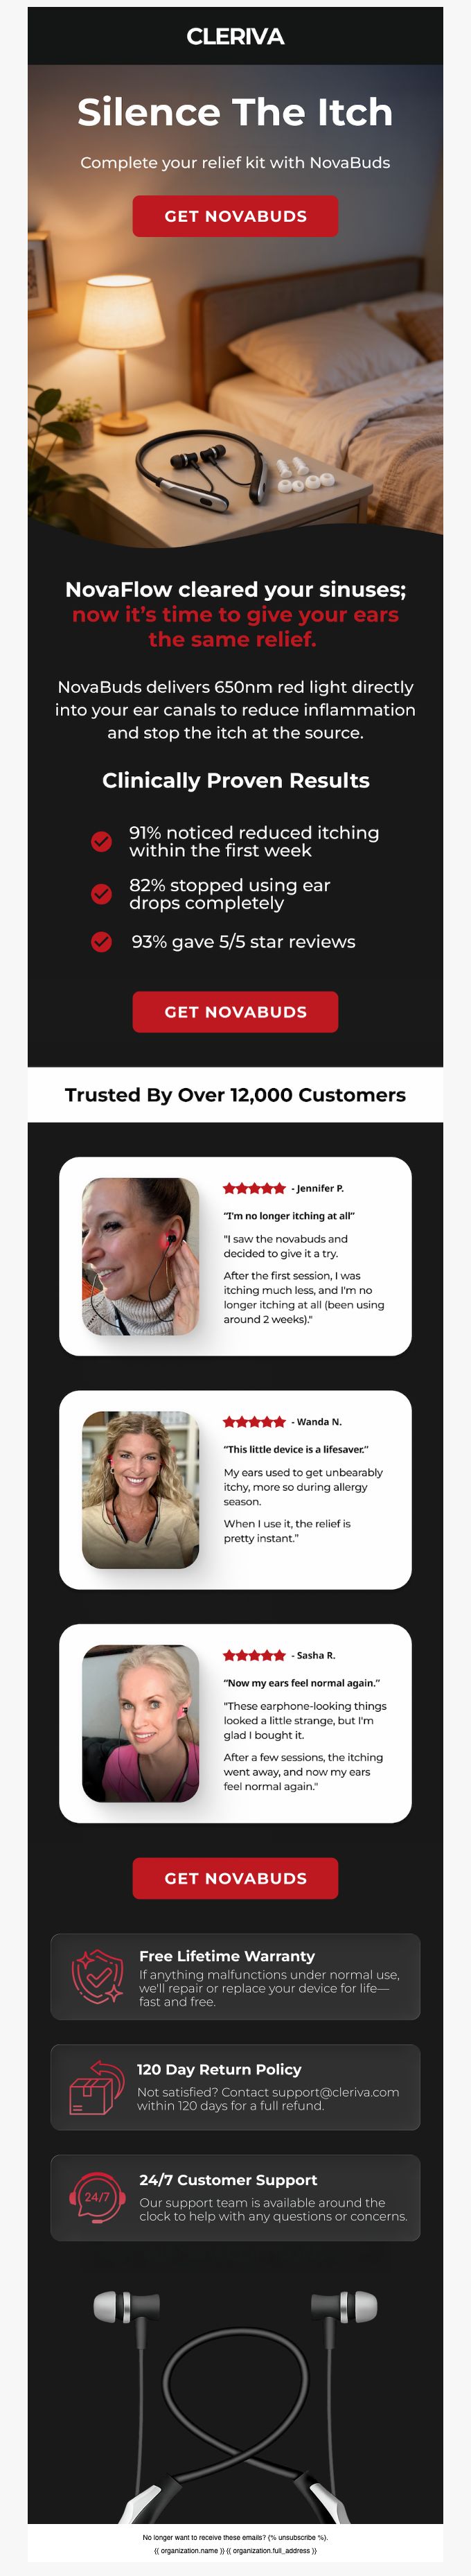 CLERIVA
Silence The Itch
Complete your relief kit with NovaBuds
GET NOVABUDS
NovaFlow cleared your sinuses;
now it's time to give your ears
the same relief.
NovaBuds delivers 650nm red light directly
into your ear canals to reduce inflammation
and stop the itch at the source.
Clinically Proven Results
91% noticed reduced itching
within the first week
82% stopped using ear
drops completely
93% gave 5/5 star reviews
GET NOVABUDS
Trusted By Over 12,000 Customers
- Jennifer P.
"I'm no longer itching at all"
"I saw the novabuds and
decided to give it a try.
After the first session, I was
itching much less, and I'm no
longer itching at all (been using
around 2 weeks)."
- Wanda N.
"This little device is a lifesaver."
My ears used to get unbearably
itchy, more so during allergy
season.
When I use it, the relief is
pretty instant."
- Sasha R.
"Now my ears feel normal again."
"These earphone-looking things
looked a little strange, but I'm
glad I bought it.
After a few sessions, the itching
went away, and now my ears
feel normal again."
GET NOVABUDS
Free Lifetime Warranty
If anything malfunctions under normal use,
we'll repair or replace your device for life—
fast and free.
120 Day Return Policy
Not satisfied? Contact support@cleriva.com
within 120 days for a full refund.
24/7
24/7 Customer Support
Our support team is available around the
clock to help with any questions or concerns.
No longer want to receive these emails? {% unsubscribe %}.
{{ organization.name }} {{ organization.full_address }}